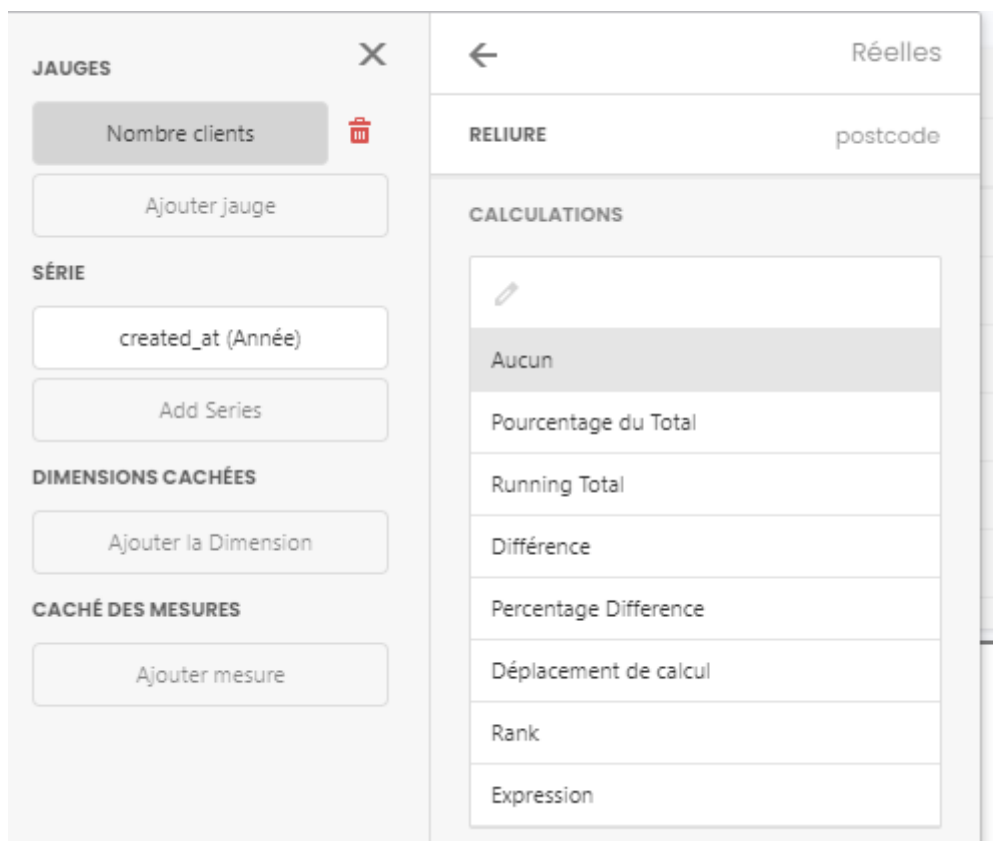 JAUGES
Nombre clients
Ajouter jauge
SÉRIE
created_at (Année)
Add Series
DIMENSIONS CACHÉES
Ajouter la Dimension
CACHÉ DES MESURES
Ajouter mesure
Réelles
RELIURE postcode
CALCULATIONS
Aucun
Pourcentage du Total
Running Total
Différence
Percentage Difference
Déplacement de calcul
Rank
Expression